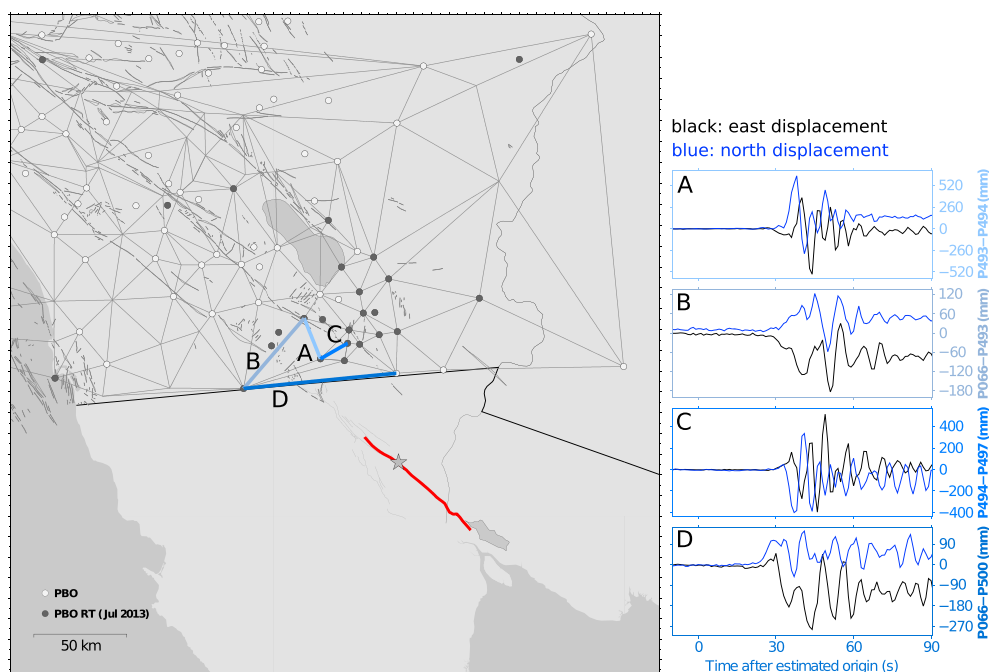 black: east displacement
blue: north displacement
A
520
260
0
−260
−520
P493−P494 (mm)
B
120
60
0
−60
−120
−180
P066−P493 (mm)
C
400
200
0
−200
−400
P494−P497 (mm)
D
90
0
−90
−180
−270
P066−P500 (mm)
0 30 60 90
Time after estimated origin (s)
C
A
B
D
PBO
PBO RT (Jul 2013)
50 km